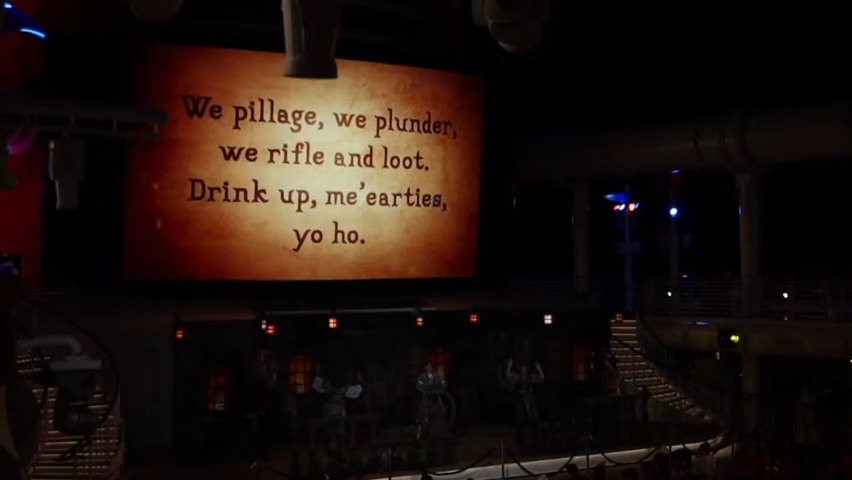 We pillage, we plunder,
we rifle and loot.
Drink up, me'earties,
yo ho.